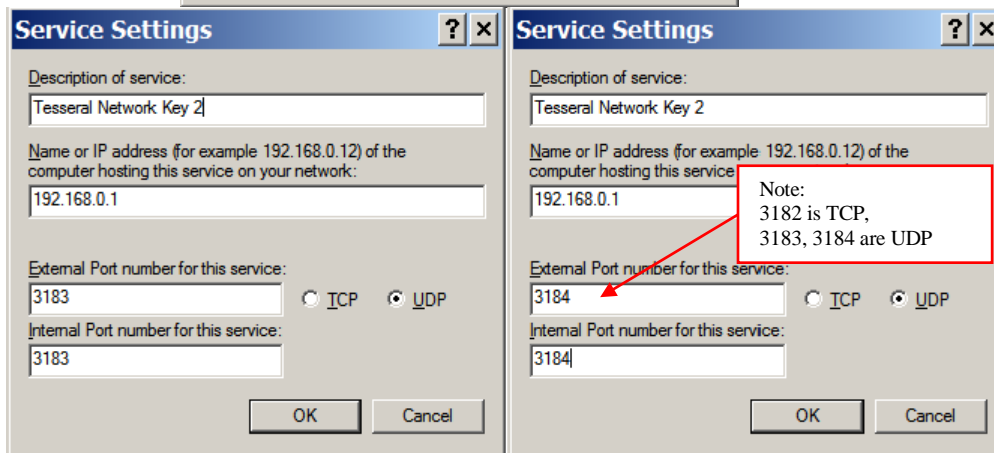 Service Settings
Description of service:
Tesseral Network Key 2
Name or IP address (for example 192.168.0.12) of the
computer hosting this service on your network:
192.168.0.1
External Port number for this service:
3183
TCP
UDP
Internal Port number for this service:
3183
OK
Cancel
Service Settings
Description of service:
Tesseral Network Key 2
Name or IP address (for example 192.168.0.12) of the
computer hosting this service
192.168.0.1
Note:
3182 is TCP,
3183, 3184 are UDP
External Port number for this service:
3184
TCP
UDP
Internal Port number for this service:
3184
OK
Cancel